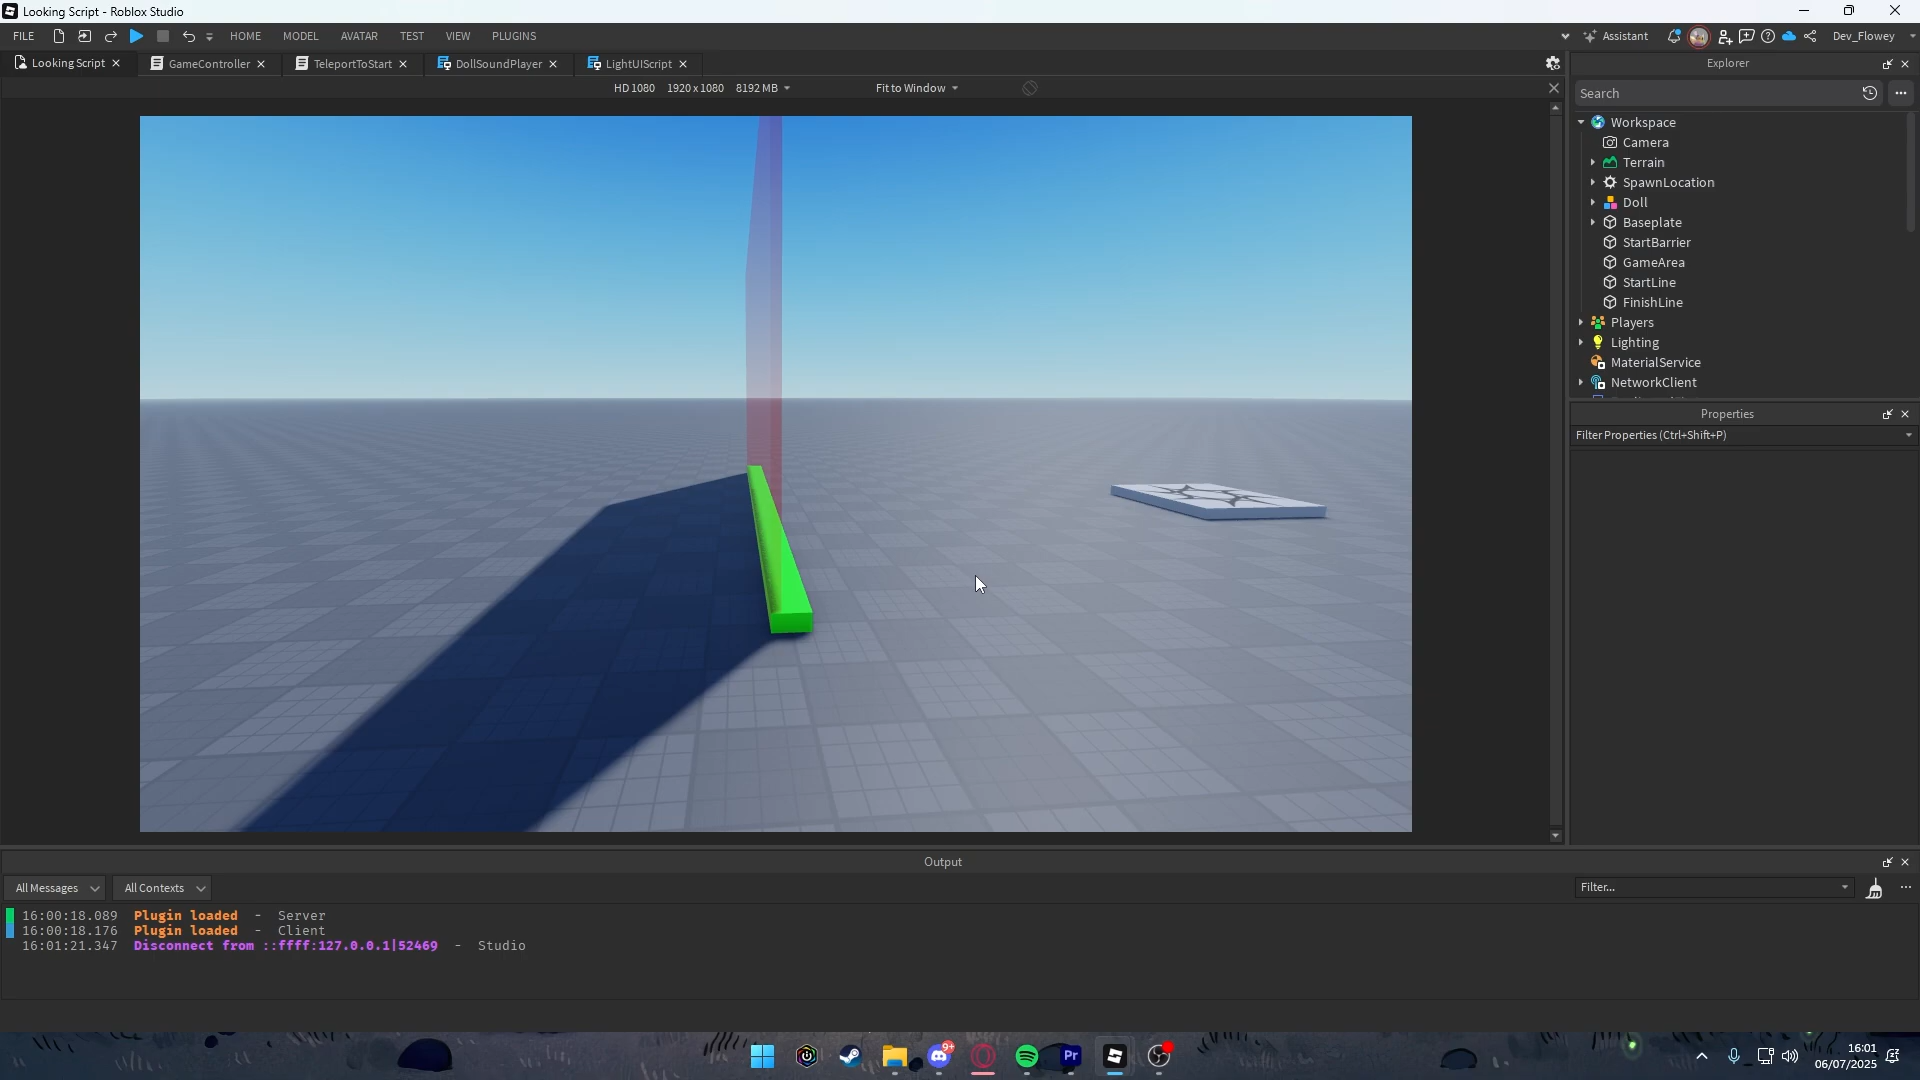 Looking Script - Roblox Studio
FILE HOME MODEL AVATAR TEST VIEW PLUGINS Assistant Dev_Flowey
Looking Script GameController TeleportToStart DollSoundPlayer LightUIScript
HD 1080 1920 x 1080 8192 MB Fit to Window
Explorer
Search
Workspace
Camera
Terrain
SpawnLocation
Doll
Baseplate
StartBarrier
GameArea
StartLine
FinishLine
Players
Lighting
MaterialService
NetworkClient
Properties
Filter Properties (Ctrl+Shift+P)
Output
All Messages All Contexts Filter...
16:00:18.089 Plugin loaded - Server
16:00:18.176 Plugin loaded - Client
16:01:21.347 Disconnect from ::ffff:127.0.0.1|52469 - Studio
9+
Pr
16:01
06/07/2025